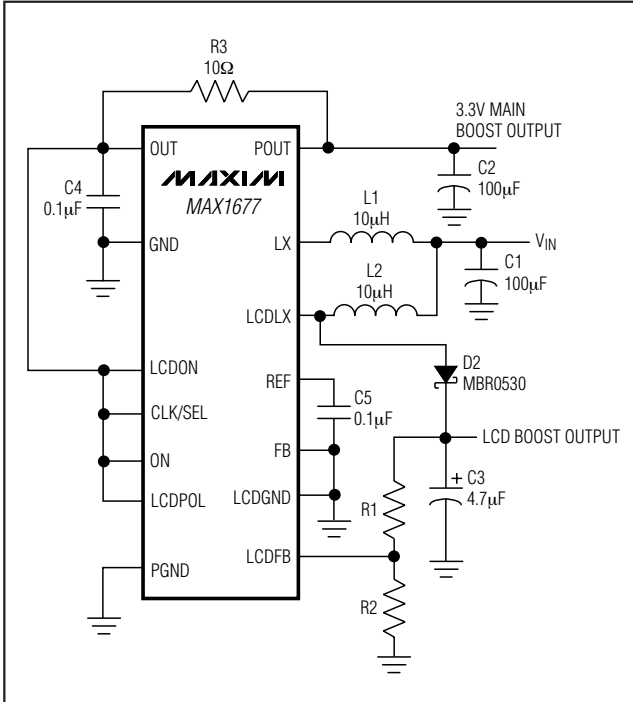 R3
10Ω
3.3V MAIN
BOOST OUTPUT
OUT
POUT
MAXIM
MAX1677
C4
0.1µF
C2
100µF
L1
10µH
GND
LX
VIN
C1
100µF
L2
10µH
LCDLX
D2
MBR0530
LCDON
REF
C5
0.1µF
CLK/SEL
LCD BOOST OUTPUT
ON
FB
C3
4.7µF
+
LCDPOL
LCDGND
R1
LCDFB
PGND
R2